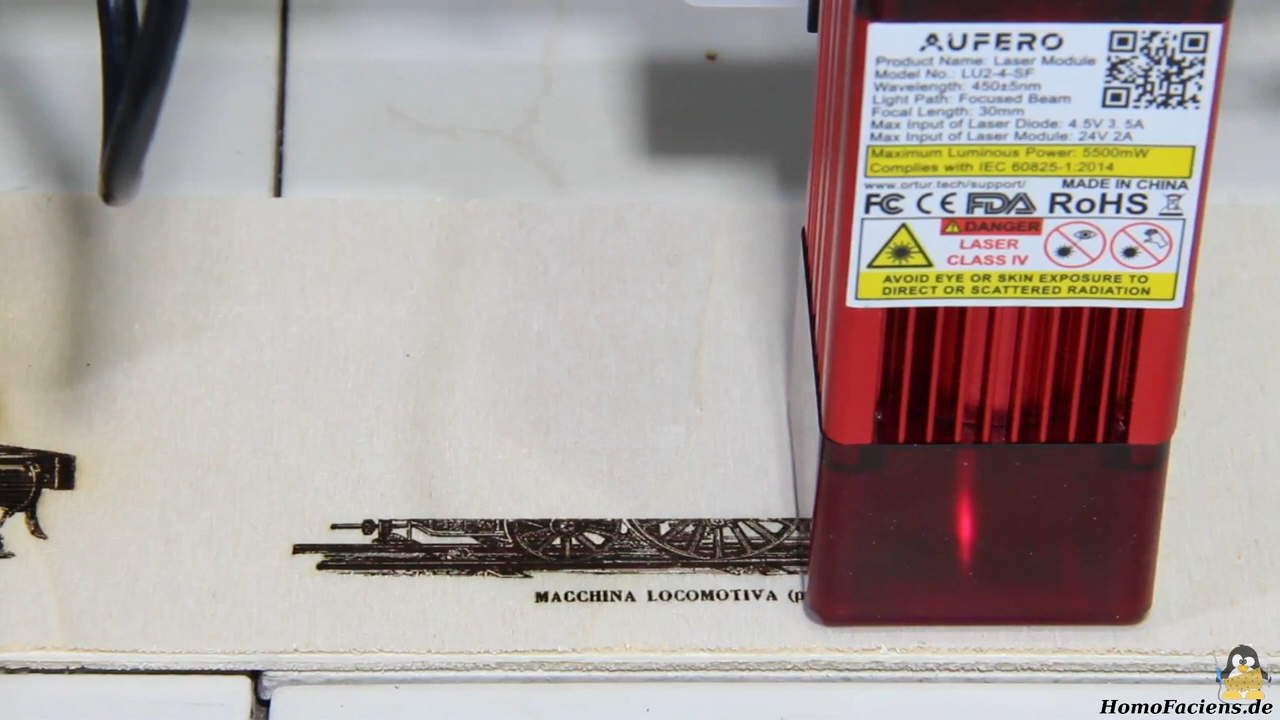 AUFERO
Product Name: Laser Module
Model No.: LU2-4-SF
Wavelength: 450±5nm
Light Path: Focused Beam
Focal Length: 30mm
Max Input of Laser Diode: 4.5V 3.5A
Max Input of Laser Module: 24V 2A
Maximum Luminous Power: 5500mW
Complies with IEC 60825-1:2014
www.ortur.tech/support/ MADE IN CHINA
FC CE FDA RoHS
DANGER
LASER
CLASS IV
AVOID EYE OR SKIN EXPOSURE TO
DIRECT OR SCATTERED RADIATION
MACCHINA LOCOMOTIVA (p
HomoFaciens.de